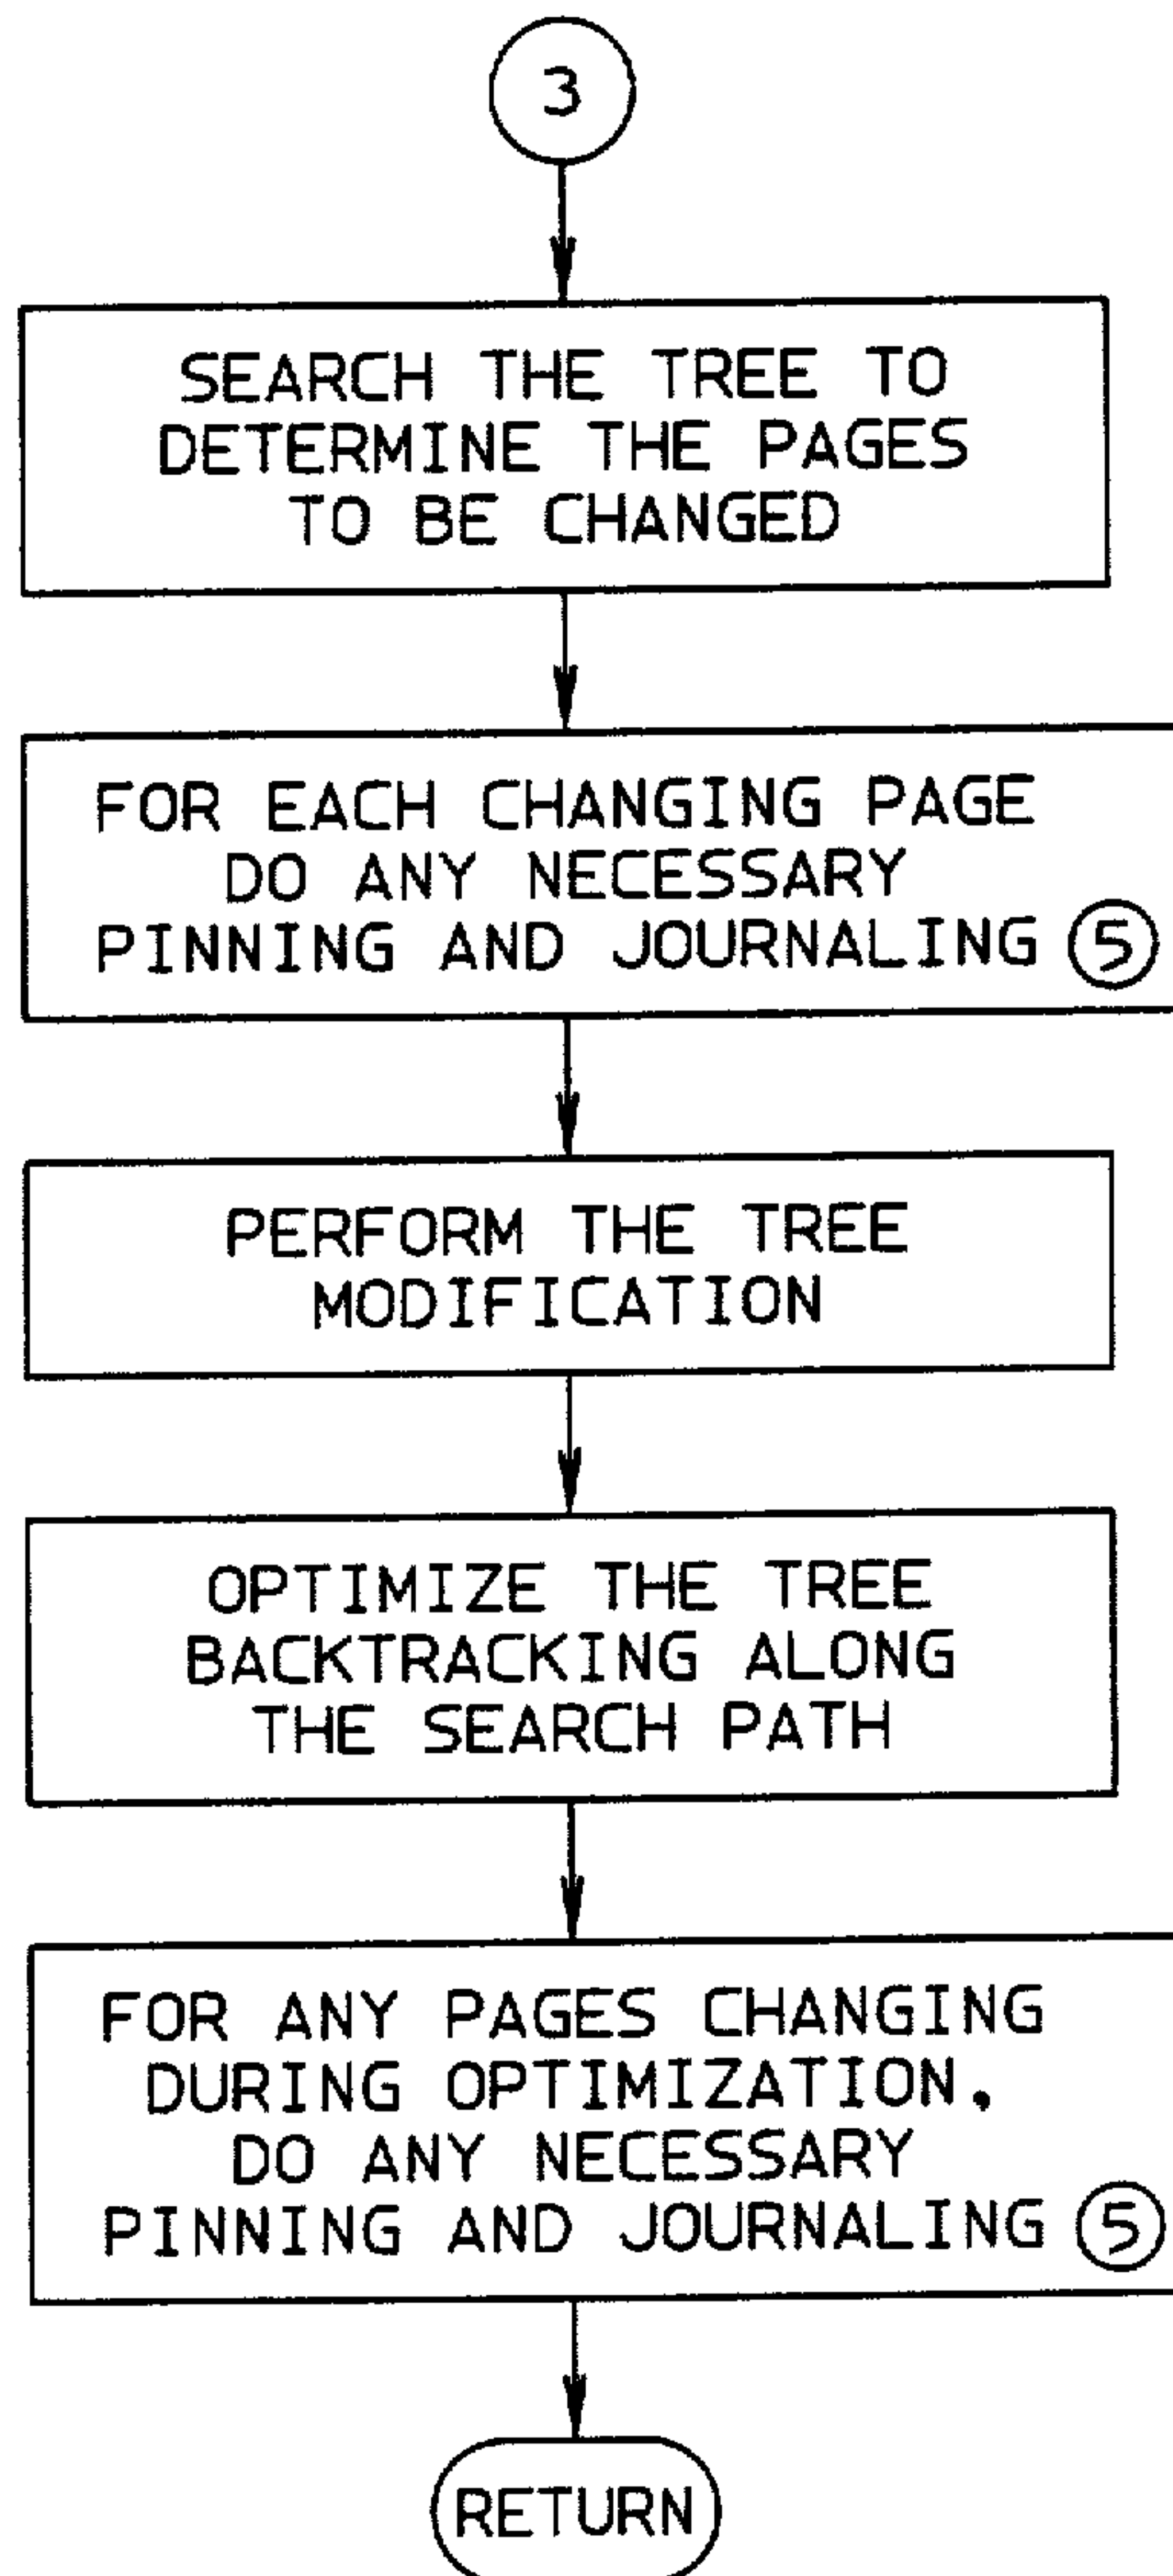 3
SEARCH THE TREE TO
DETERMINE THE PAGES
TO BE CHANGED
FOR EACH CHANGING PAGE
DO ANY NECESSARY
PINNING AND JOURNALING 5
PERFORM THE TREE
MODIFICATION
OPTIMIZE THE TREE
BACKTRACKING ALONG
THE SEARCH PATH
FOR ANY PAGES CHANGING
DURING OPTIMIZATION,
DO ANY NECESSARY
PINNING AND JOURNALING 5
RETURN